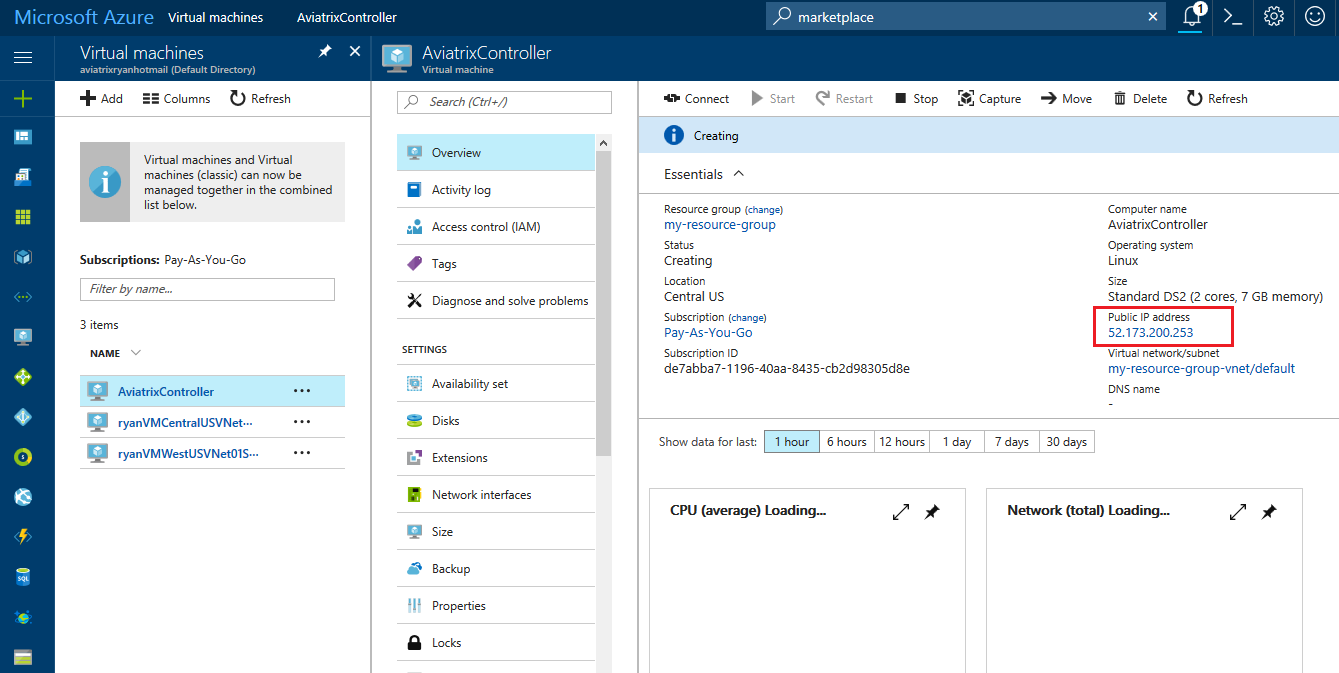 Microsoft Azure Virtual machines AviatrixController
marketplace
1
Virtual machines
aviatrixryanhotmail (Default Directory)
Add Columns Refresh
Virtual machines and Virtual
machines (classic) can now be
managed together in the combined
list below.
Subscriptions: Pay-As-You-Go
Filter by name...
3 items
NAME
AviatrixController
ryanVMCentralUSVNet···
ryanVMWestUSVNet01S···
AviatrixController
Virtual machine
Search (Ctrl+/)
Overview
Activity log
Access control (IAM)
Tags
Diagnose and solve problems
SETTINGS
Availability set
Disks
Extensions
Network interfaces
Size
Backup
Properties
Locks
Connect Start Restart Stop Capture Move Delete Refresh
Creating
Essentials
Resource group (change)
my-resource-group
Status
Creating
Location
Central US
Subscription (change)
Pay-As-You-Go
Subscription ID
de7abba7-1196-40aa-8435-cb2d98305d8e
Computer name
AviatrixController
Operating system
Linux
Size
Standard DS2 (2 cores, 7 GB memory)
Public IP address
52.173.200.253
Virtual network/subnet
my-resource-group-vnet/default
DNS name
-
Show data for last: 1 hour 6 hours 12 hours 1 day 7 days 30 days
CPU (average) Loading...
Network (total) Loading...
SQL